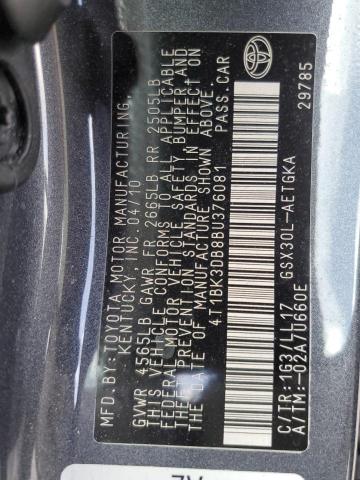 MFD. BY: TOYOTA MOTOR MANUFACTURING,
KENTUCKY, INC. 04/10
GVWR 4565LB GAWR FR 2665LB RR 2505LB
THIS VEHICLE CONFORMS TO ALL APPLICABLE
FEDERAL MOTOR VEHICLE SAFETY, BUMPER, AND
THEFT PREVENTION STANDARDS IN EFFECT ON
THE DATE OF MANUFACTURE SHOWN ABOVE.
4T1BK3DB8BU376081 PASS.CAR
C/TR:1G3/LL17 GSX30L-AETGKA
A/TM:-02A/U660E 29785